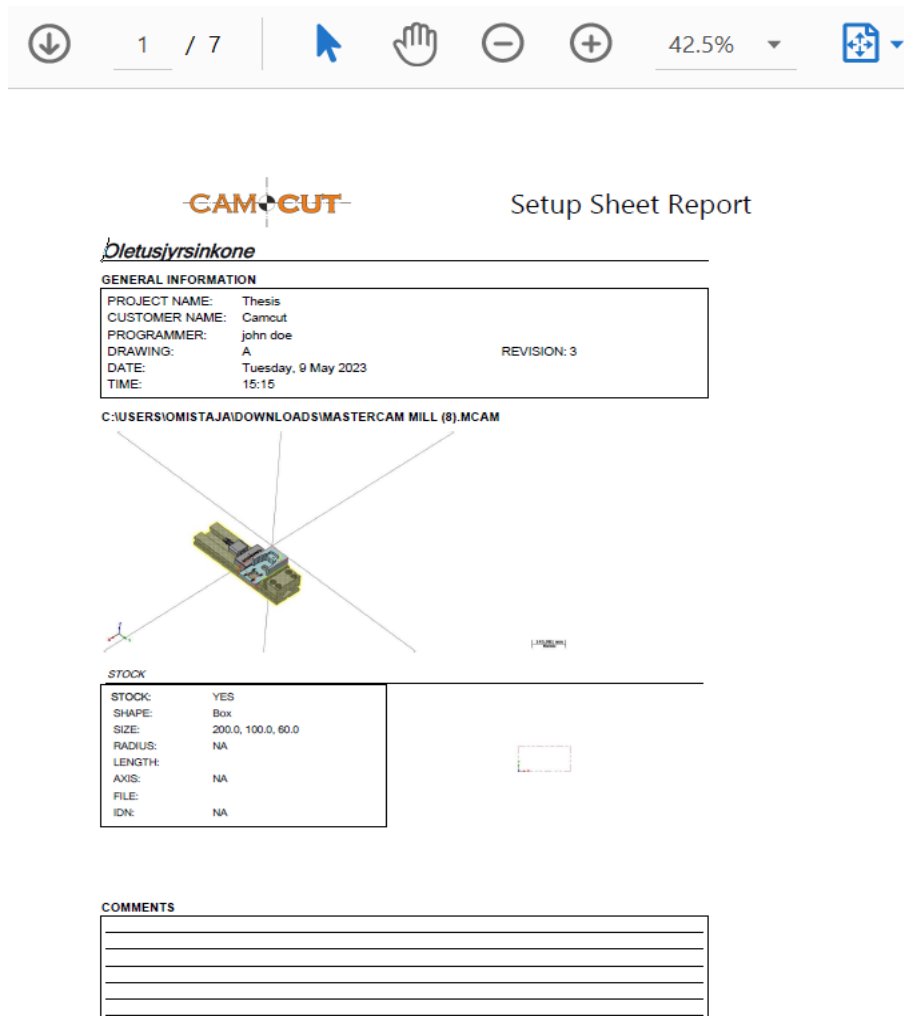 1 / 7 42.5%
CAM CUT Setup Sheet Report
Oletusjyrsinkone
GENERAL INFORMATION
PROJECT NAME: Thesis
CUSTOMER NAME: Camcut
PROGRAMMER: john doe
DRAWING: A REVISION: 3
DATE: Tuesday, 9 May 2023
TIME: 15:15
C:\USERS\OMISTAJA\DOWNLOADS\MASTERCAM MILL (8).MCAM
STOCK
STOCK: YES
SHAPE: Box
SIZE: 200.0, 100.0, 60.0
RADIUS: NA
LENGTH:
AXIS: NA
FILE:
IDN: NA
COMMENTS